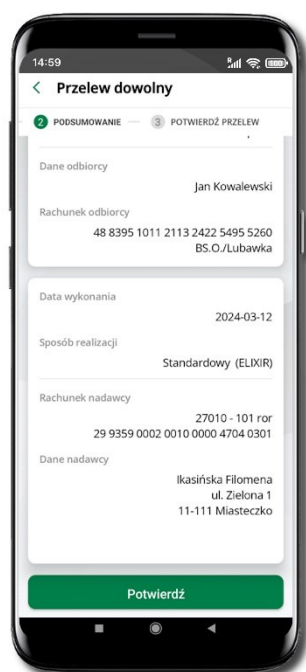 14:59
Przelew dowolny
2 PODSUMOWANIE 3 POTWIERDŹ PRZELEW
Dane odbiorcy
Jan Kowalewski
Rachunek odbiorcy
48 8395 1011 2113 2422 5495 5260
BS.O./Lubawka
Data wykonania
2024-03-12
Sposób realizacji
Standardowy (ELIXIR)
Rachunek nadawcy
27010 - 101 ror
29 9359 0002 0010 0000 4704 0301
Dane nadawcy
Ikasińska Filomena
ul. Zielona 1
11-111 Miasteczko
Potwierdź